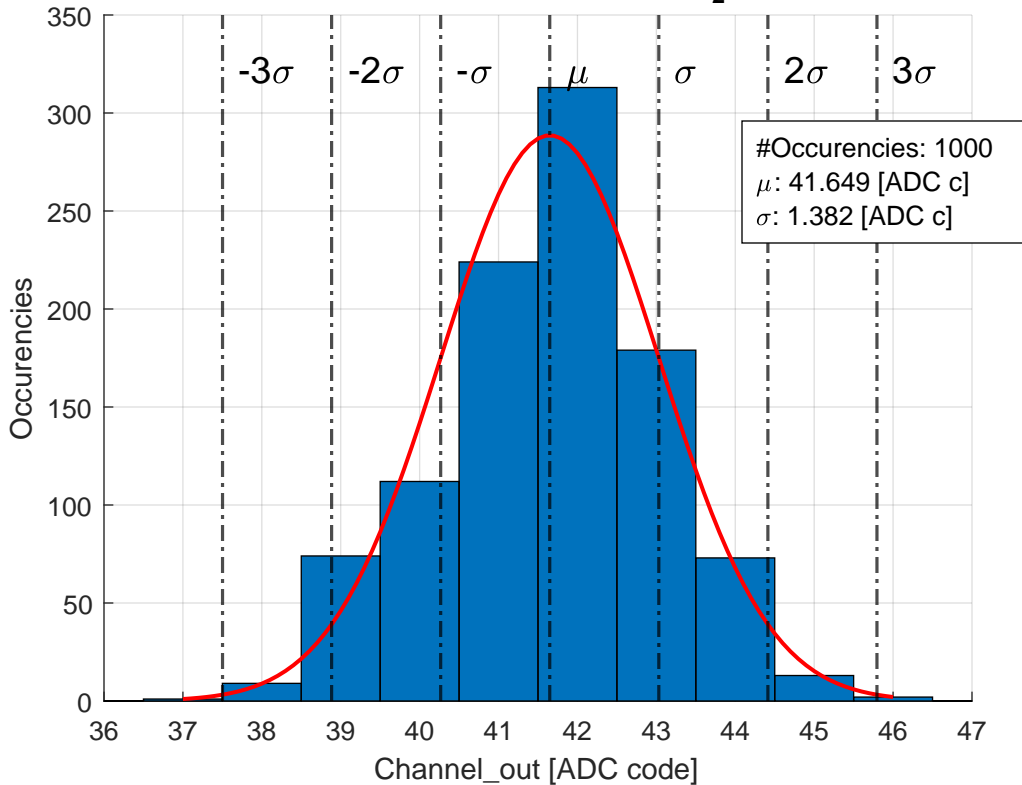 350
300
250
200
150
100
50
0
Occurencies
-3σ -2σ -σ μ σ 2σ 3σ
#Occurencies: 1000
μ: 41.649 [ADC c]
σ: 1.382 [ADC c]
36 37 38 39 40 41 42 43 44 45 46 47
Channel_out [ADC code]